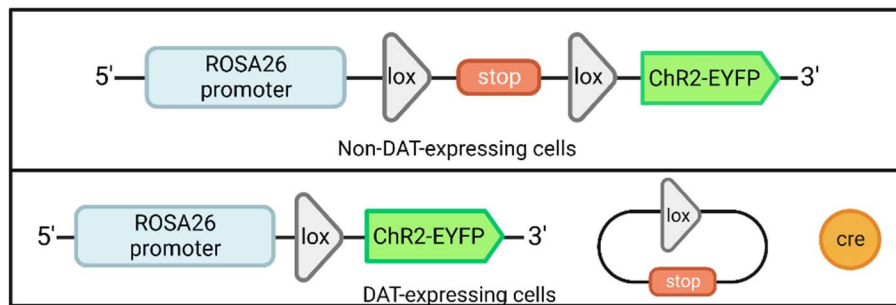 5' ROSA26 promoter lox stop lox ChR2-EYFP 3'
Non-DAT-expressing cells
5' ROSA26 promoter lox ChR2-EYFP 3' lox stop cre
DAT-expressing cells